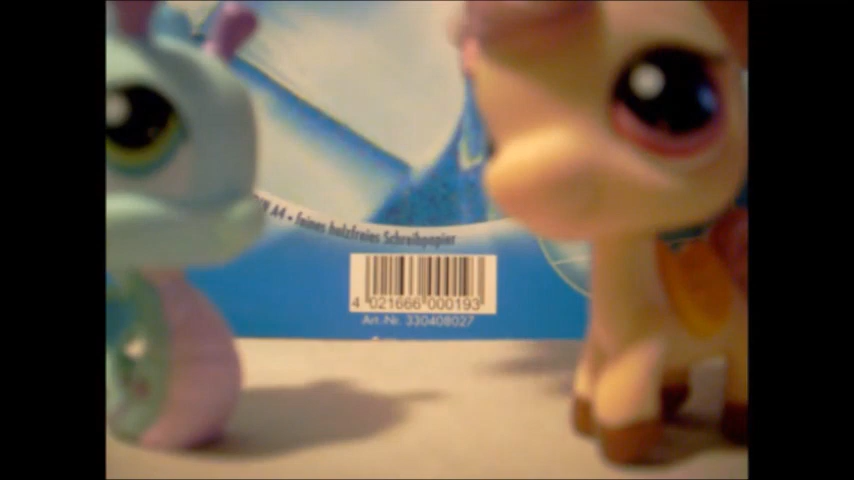 A4 • feines holzfreies Schreibpapier
4 021666 000193
Art.-Nr. 330408027